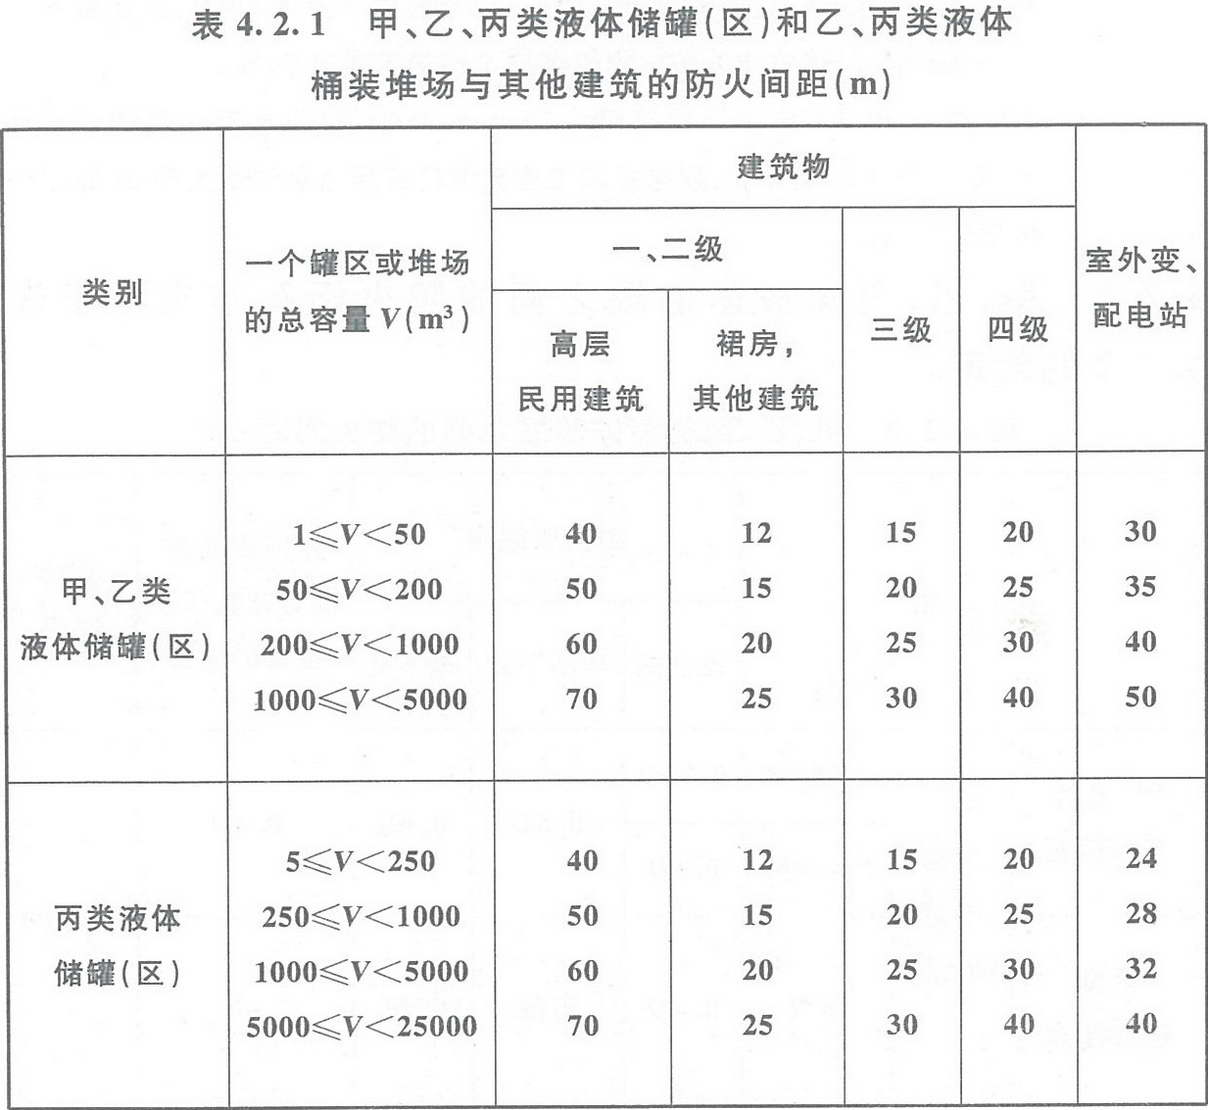 表 4.2.1 甲、乙、丙类液体储罐(区)和乙、丙类液体
桶装堆场与其他建筑的防火间距(m)
类别
一个罐区或堆场
的总容量 V(m³)
建筑物
一、二级
高层
民用建筑
裙房，
其他建筑
三级
四级
室外变、
配电站
甲、乙类
液体储罐(区)
1≤V＜50 40 12 15 20 30
50≤V＜200 50 15 20 25 35
200≤V＜1000 60 20 25 30 40
1000≤V＜5000 70 25 30 40 50
丙类液体
储罐(区)
5≤V＜250 40 12 15 20 24
250≤V＜1000 50 15 20 25 28
1000≤V＜5000 60 20 25 30 32
5000≤V＜25000 70 25 30 40 40